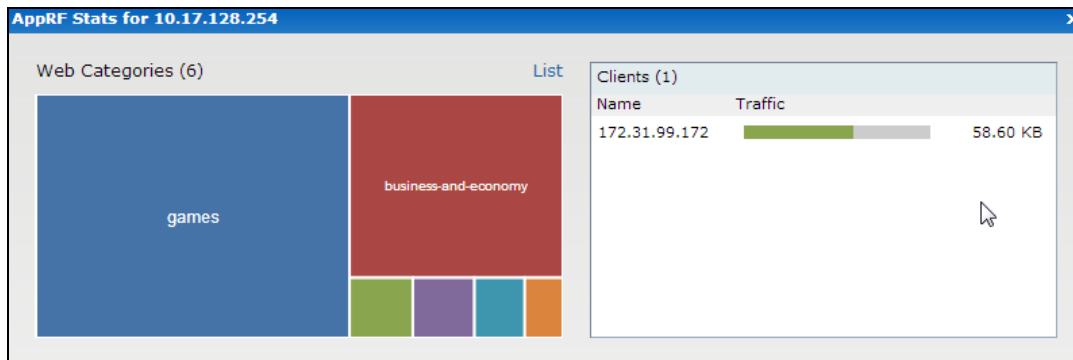 AppRF Stats for 10.17.128.254
x
Web Categories (6)
List
games
business-and-economy
Clients (1)
Name Traffic
172.31.99.172 58.60 KB